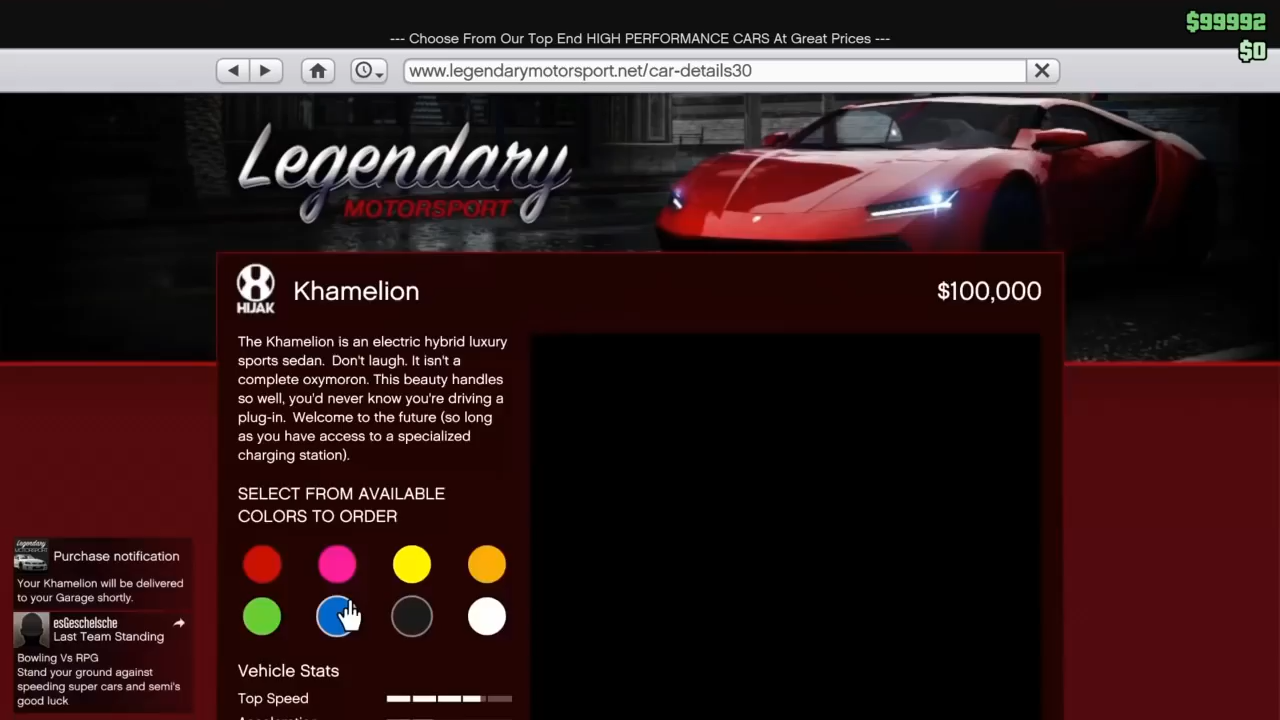 $99992
--- Choose From Our Top End HIGH PERFORMANCE CARS At Great Prices ---
$0
www.legendarymotorsport.net/car-details30
Legendary
MOTORSPORT
HIJAK
Khamelion
$100,000
The Khamelion is an electric hybrid luxury
sports sedan. Don't laugh. It isn't a
complete oxymoron. This beauty handles
so well, you'd never know you're driving a
plug-in. Welcome to the future (so long
as you have access to a specialized
charging station).
SELECT FROM AVAILABLE
COLORS TO ORDER
Vehicle Stats
Top Speed
Legendary
MOTORSPORT
Purchase notification
Your Khamelion will be delivered
to your Garage shortly.
esGeschelsche
Last Team Standing
Bowling Vs RPG
Stand your ground against
speeding super cars and semi's
good luck